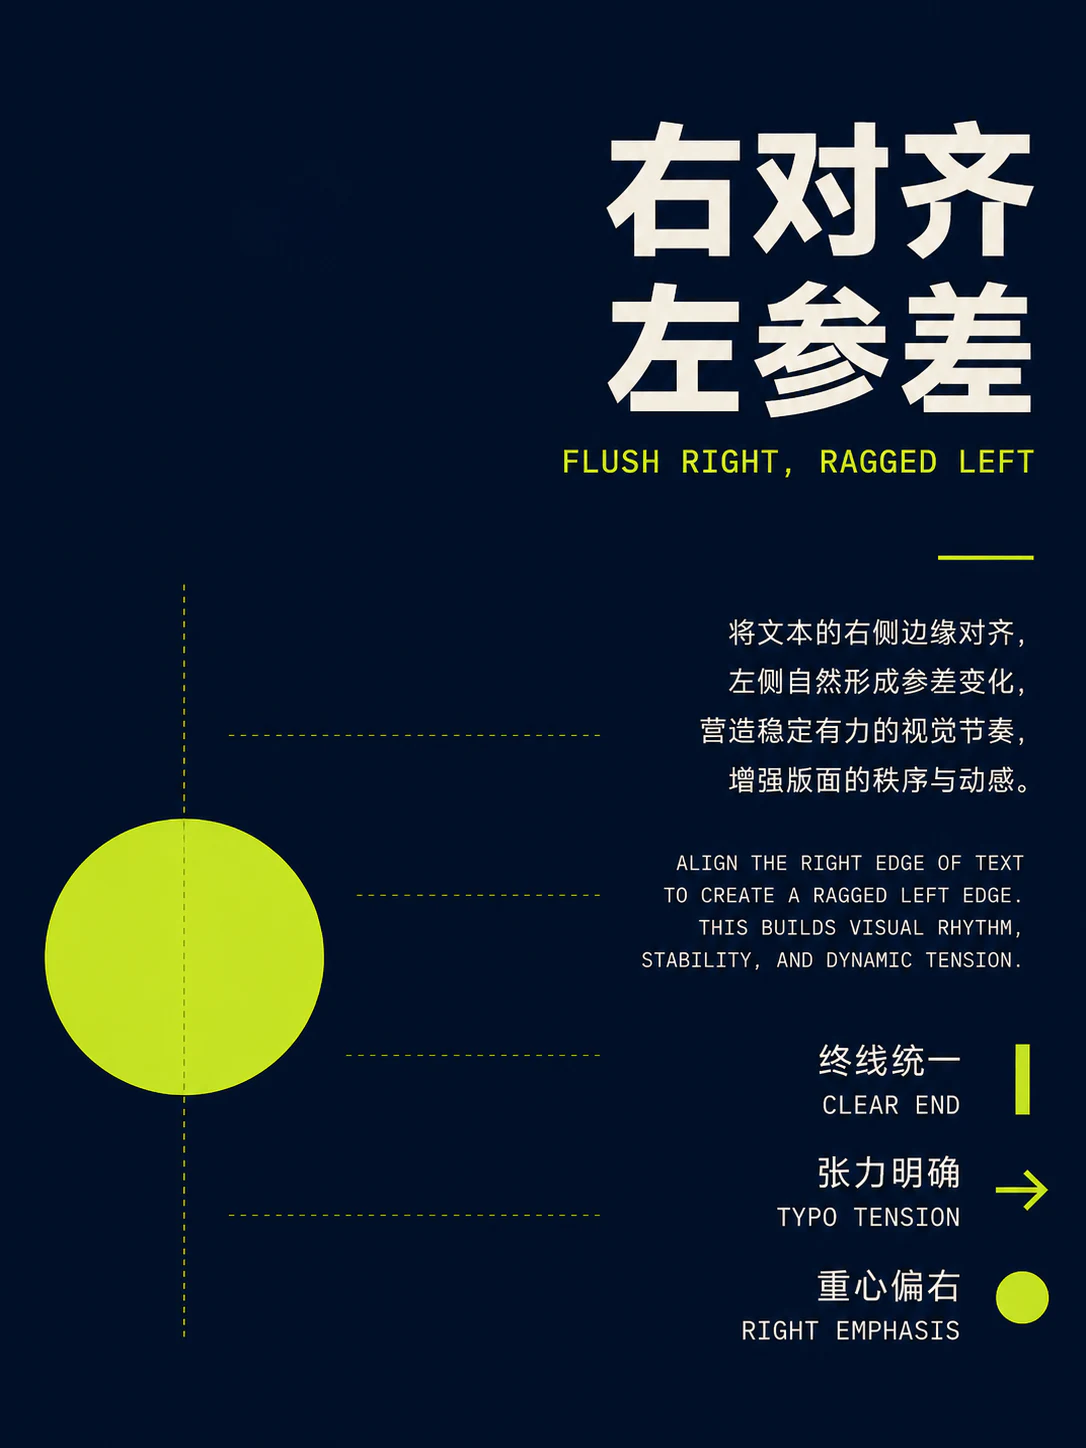 右对齐
左参差
FLUSH RIGHT, RAGGED LEFT
将文本的右侧边缘对齐，
左侧自然形成参差变化，
营造稳定有力的视觉节奏，
增强版面的秩序与动感。
ALIGN THE RIGHT EDGE OF TEXT
TO CREATE A RAGGED LEFT EDGE.
THIS BUILDS VISUAL RHYTHM,
STABILITY, AND DYNAMIC TENSION.
终线统一
CLEAR END
张力明确
TYPO TENSION
重心偏右
RIGHT EMPHASIS